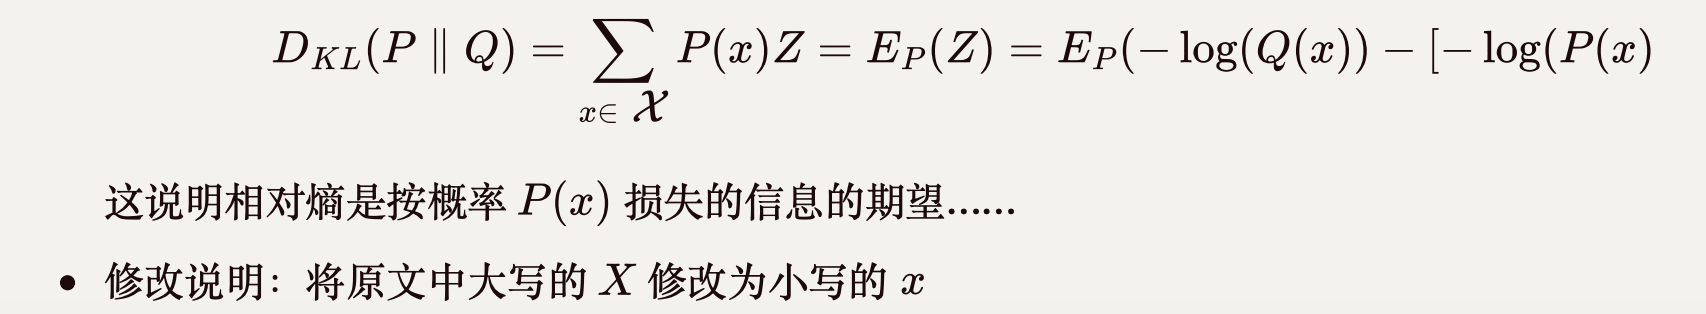 $$D_{KL}(P \parallel Q) = \sum_{x \in \mathcal{X}} P(x)Z = E_P(Z) = E_P(-\log(Q(x)) - [-\log(P(x)$$
这说明相对熵是按概率 $P(x)$ 损失的信息的期望……
• 修改说明：将原文中大写的 $X$ 修改为小写的 $x$